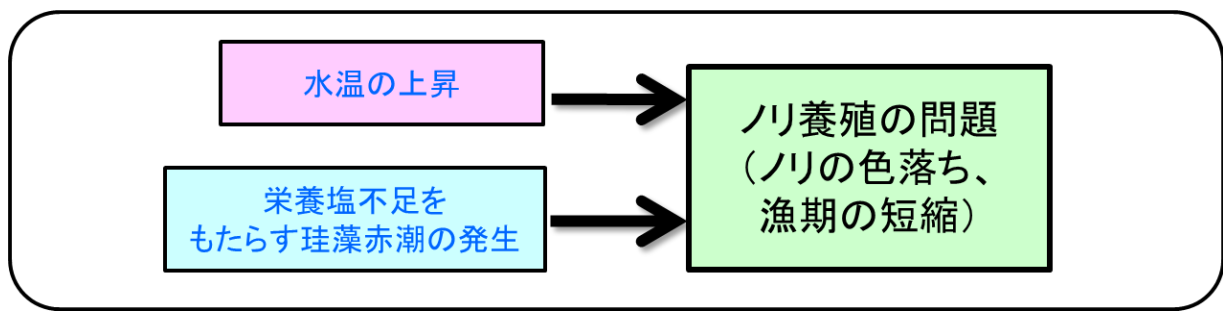 水温の上昇
栄養塩不足を
もたらす珪藻赤潮の発生
ノリ養殖の問題
（ノリの色落ち、
漁期の短縮）